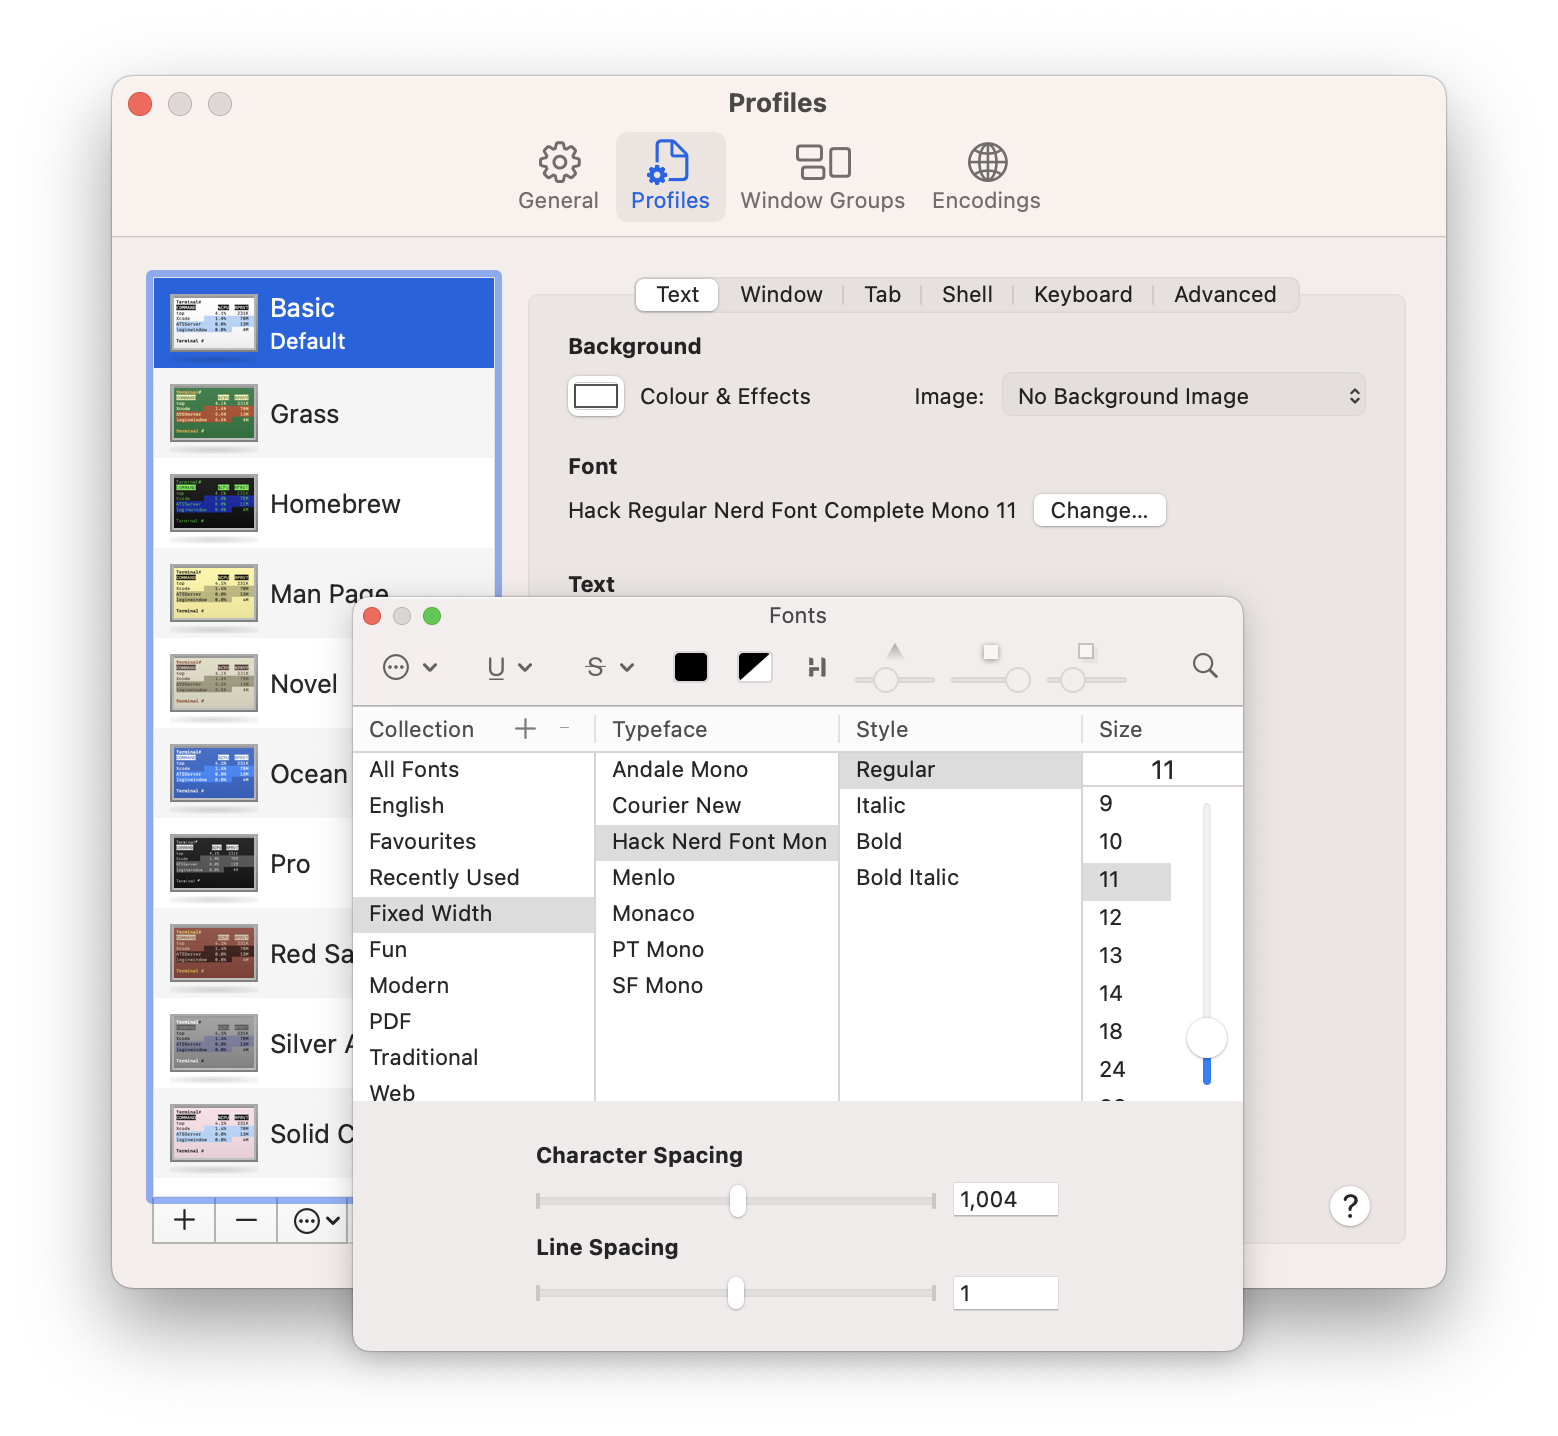 Profiles
General
Profiles
Window Groups
Encodings
Basic
Default
Grass
Homebrew
Man Page
Novel
Ocean
Pro
Red Sa
Silver A
Solid C
Text
Window
Tab
Shell
Keyboard
Advanced
Background
Colour & Effects
Image:
No Background Image
Font
Hack Regular Nerd Font Complete Mono 11
Change...
Text
?
Fonts
Collection
Typeface
Style
Size
All Fonts
English
Favourites
Recently Used
Fixed Width
Fun
Modern
PDF
Traditional
Web
Andale Mono
Courier New
Hack Nerd Font Mon
Menlo
Monaco
PT Mono
SF Mono
Regular
Italic
Bold
Bold Italic
11
9
10
11
12
13
14
18
24
Character Spacing
1,004
Line Spacing
1